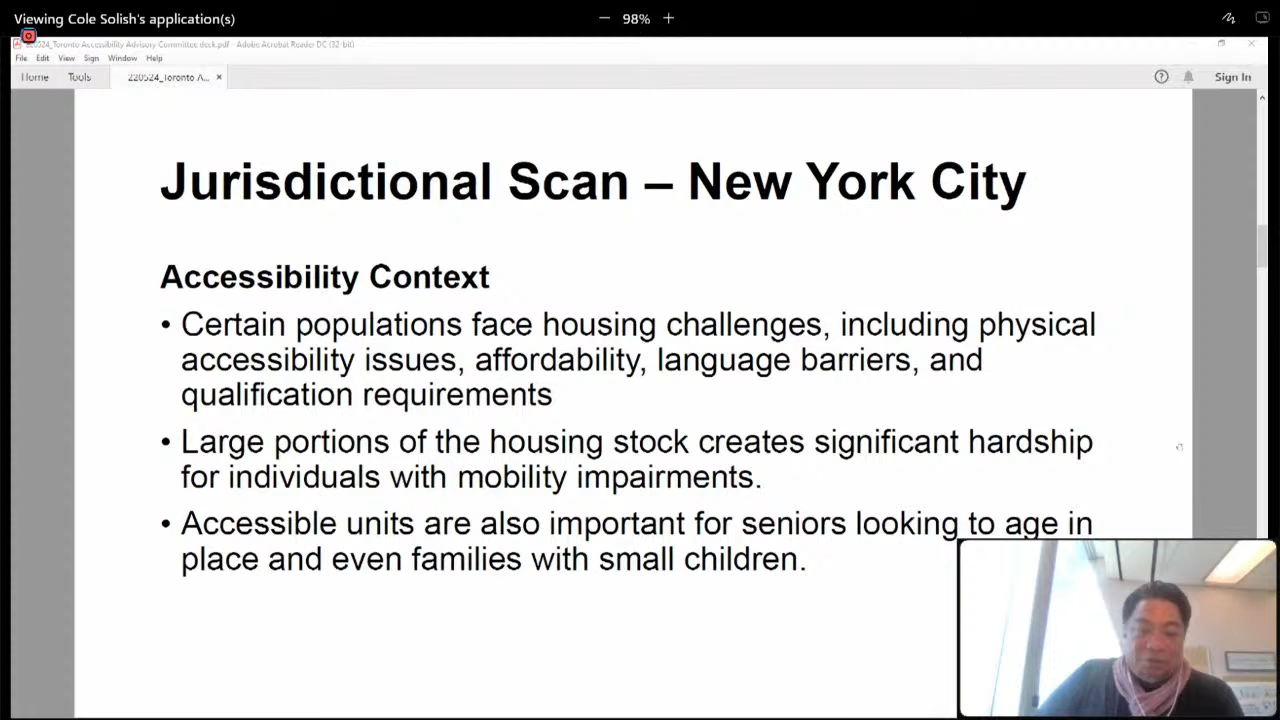 Viewing Cole Solish's application(s)
98%
220524_Toronto Accessibility Advisory Committee deck.pdf - Adobe Acrobat Reader DC (32-bit)
File Edit View Sign Window Help
Home Tools 220524_Toronto A... × Sign In
Jurisdictional Scan – New York City
Accessibility Context
• Certain populations face housing challenges, including physical
accessibility issues, affordability, language barriers, and
qualification requirements
• Large portions of the housing stock creates significant hardship
for individuals with mobility impairments.
• Accessible units are also important for seniors looking to age in
place and even families with small children.